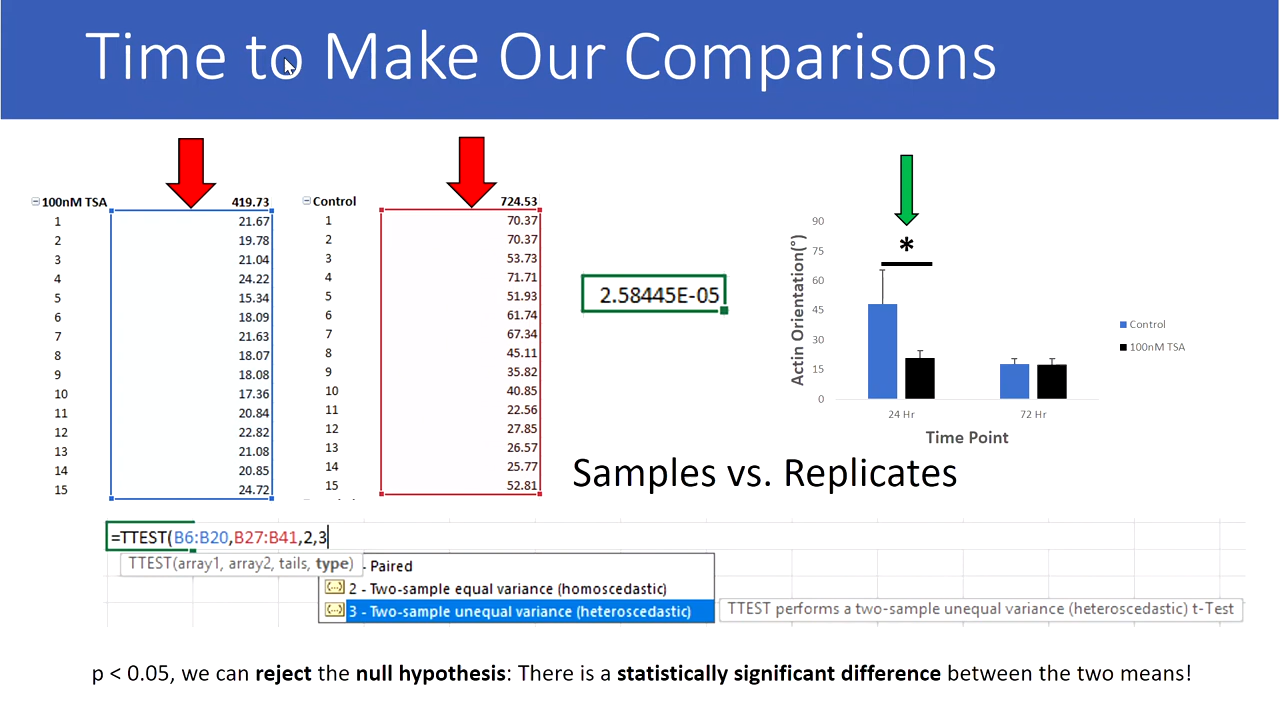 Time to Make Our Comparisons
100nM TSA 419.73
1 21.67
2 19.78
3 21.04
4 24.22
5 15.34
6 18.09
7 21.63
8 18.07
9 18.08
10 17.36
11 20.84
12 22.82
13 21.08
14 20.85
15 24.72
Control 724.53
1 70.37
2 70.37
3 53.73
4 71.71
5 51.93
6 61.74
7 67.34
8 45.11
9 35.82
10 40.85
11 22.56
12 27.85
13 26.57
14 25.77
15 52.81
2.58445E-05
*
Actin Orientation(°)
90
75
60
45
30
15
0
24 Hr 72 Hr
Time Point
Control
100nM TSA
Samples vs. Replicates
=TTEST(B6:B20,B27:B41,2,3
TTEST(array1, array2, tails, type)
- Paired
2 - Two-sample equal variance (homoscedastic)
3 - Two-sample unequal variance (heteroscedastic)
TTEST performs a two-sample unequal variance (heteroscedastic) t-Test
p < 0.05, we can reject the null hypothesis: There is a statistically significant difference between the two means!